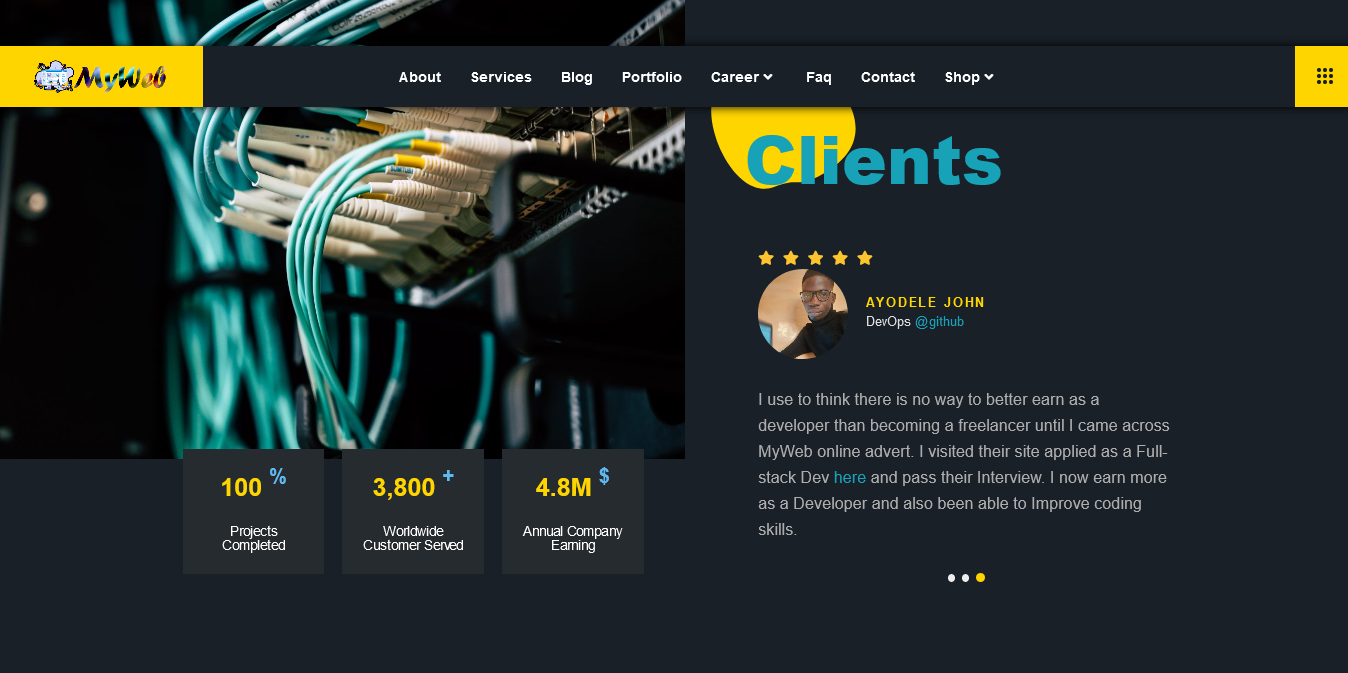 MyWeb
About Services Blog Portfolio Career Faq Contact Shop
Clients
AYODELE JOHN
DevOps @github
I use to think there is no way to better earn as a
developer than becoming a freelancer until I came across
MyWeb online advert. I visited their site applied as a Full-
stack Dev here and pass their Interview. I now earn more
as a Developer and also been able to Improve coding
skills.
100 %
Projects
Completed
3,800 +
Worldwide
Customer Served
4.8M $
Annual Company
Earning